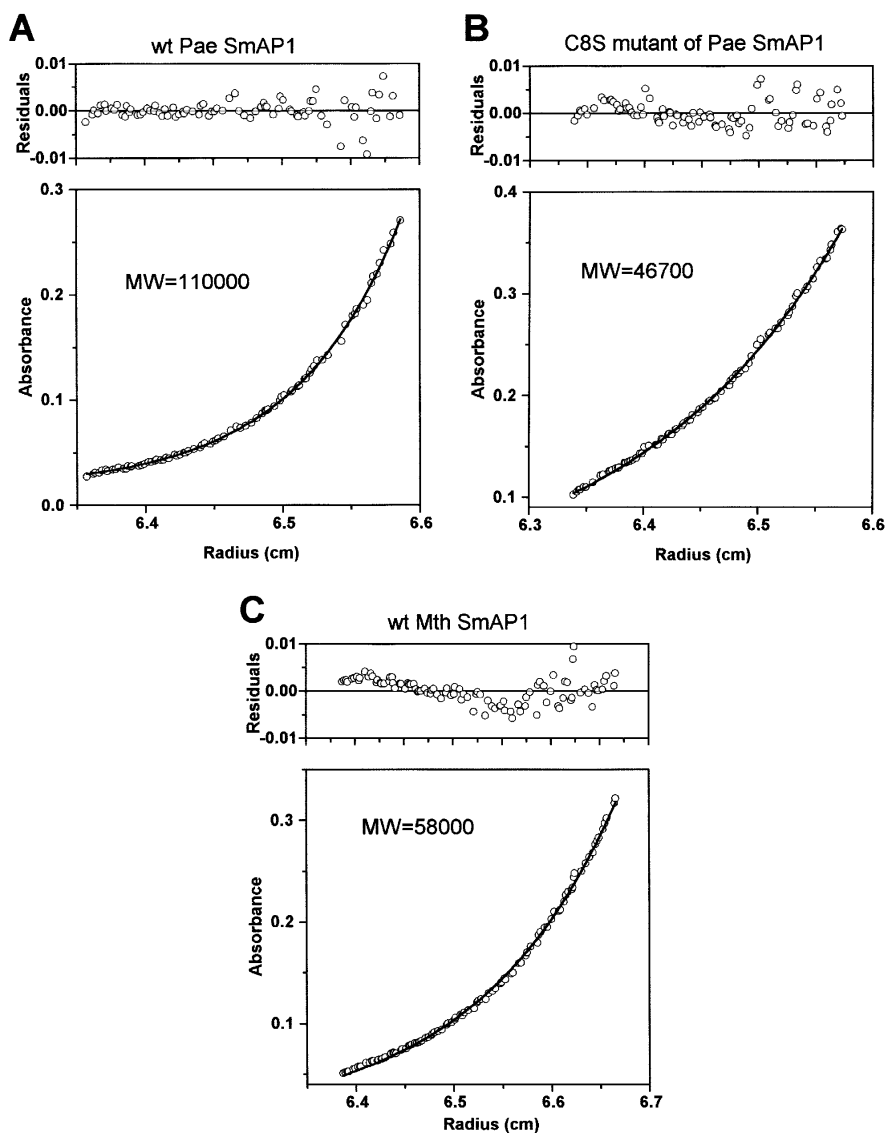 A
wt Pae SmAP1
0.01
0.00
-0.01
Residuals
0.3
0.2
0.1
0.0
Absorbance
MW=110000
6.4
6.5
6.6
Radius (cm)
B
C8S mutant of Pae SmAP1
0.01
0.00
-0.01
Residuals
0.4
0.3
0.2
0.1
Absorbance
MW=46700
6.3
6.4
6.5
6.6
Radius (cm)
C
wt Mth SmAP1
0.01
0.00
-0.01
Residuals
0.3
0.2
0.1
Absorbance
MW=58000
6.4
6.5
6.6
6.7
Radius (cm)